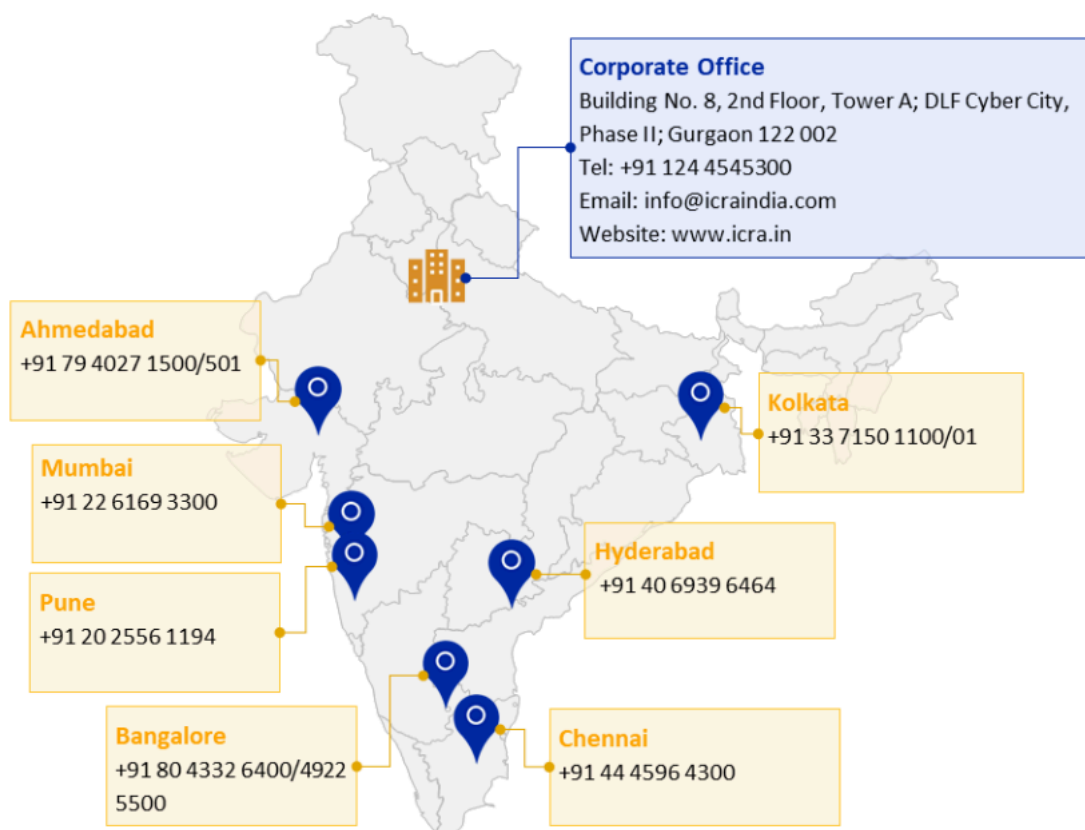 Corporate Office
Building No. 8, 2nd Floor, Tower A; DLF Cyber City,
Phase II; Gurgaon 122 002
Tel: +91 124 4545300
Email: info@icraindia.com
Website: www.icra.in
Ahmedabad
+91 79 4027 1500/501
Kolkata
+91 33 7150 1100/01
Mumbai
+91 22 6169 3300
Hyderabad
+91 40 6939 6464
Pune
+91 20 2556 1194
Bangalore
+91 80 4332 6400/4922
5500
Chennai
+91 44 4596 4300